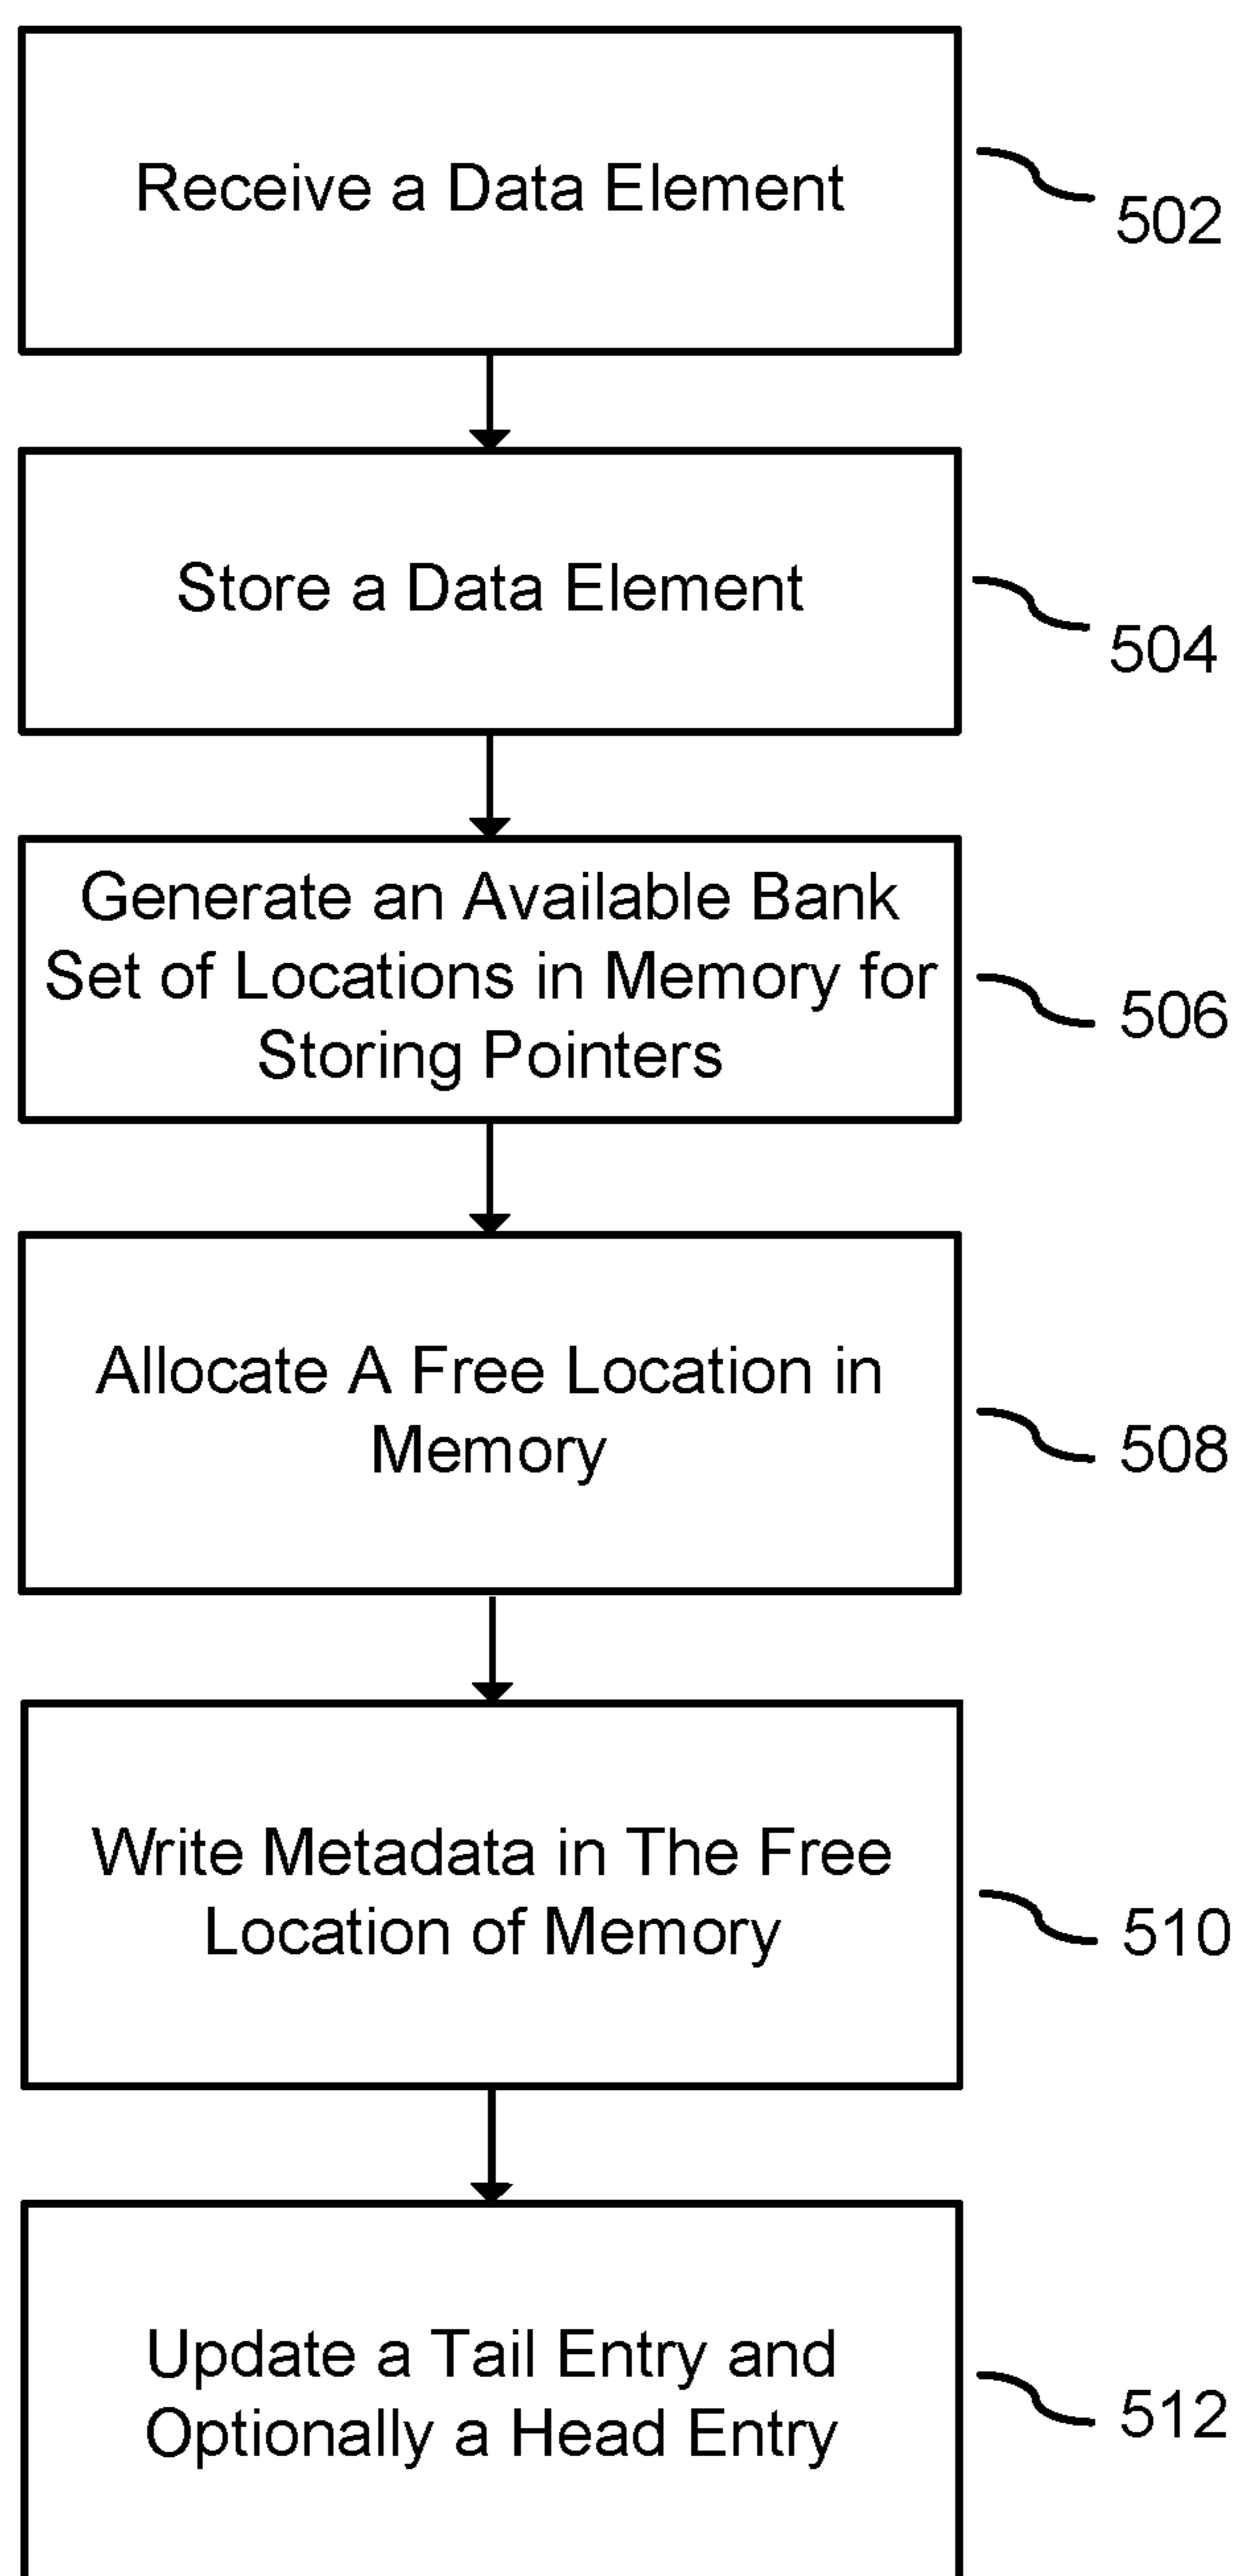 Receive a Data Element
502
Store a Data Element
504
Generate an Available Bank
Set of Locations in Memory for
Storing Pointers
506
Allocate A Free Location in
Memory
508
Write Metadata in The Free
Location of Memory
510
Update a Tail Entry and
Optionally a Head Entry
512